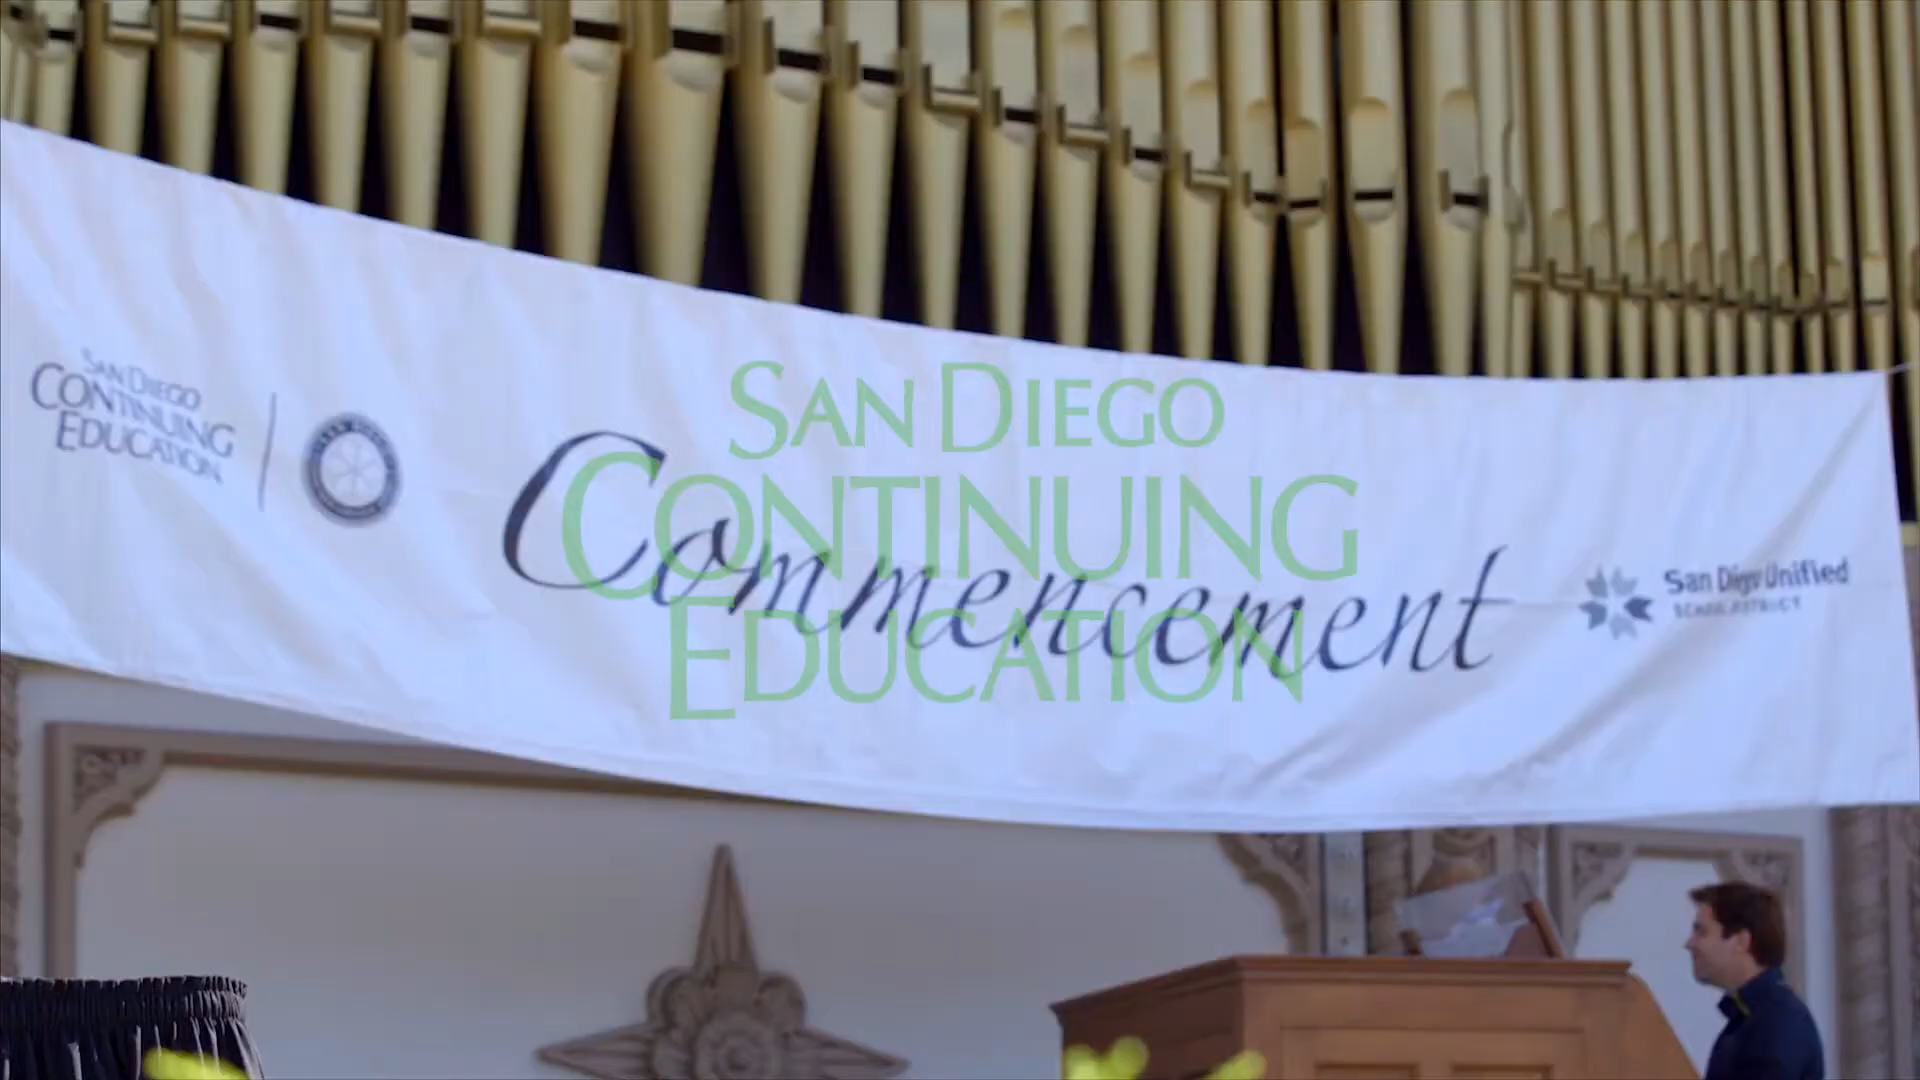 San Diego
Continuing
Education
Commencement
San Diego Unified
San Diego
Continuing
Education